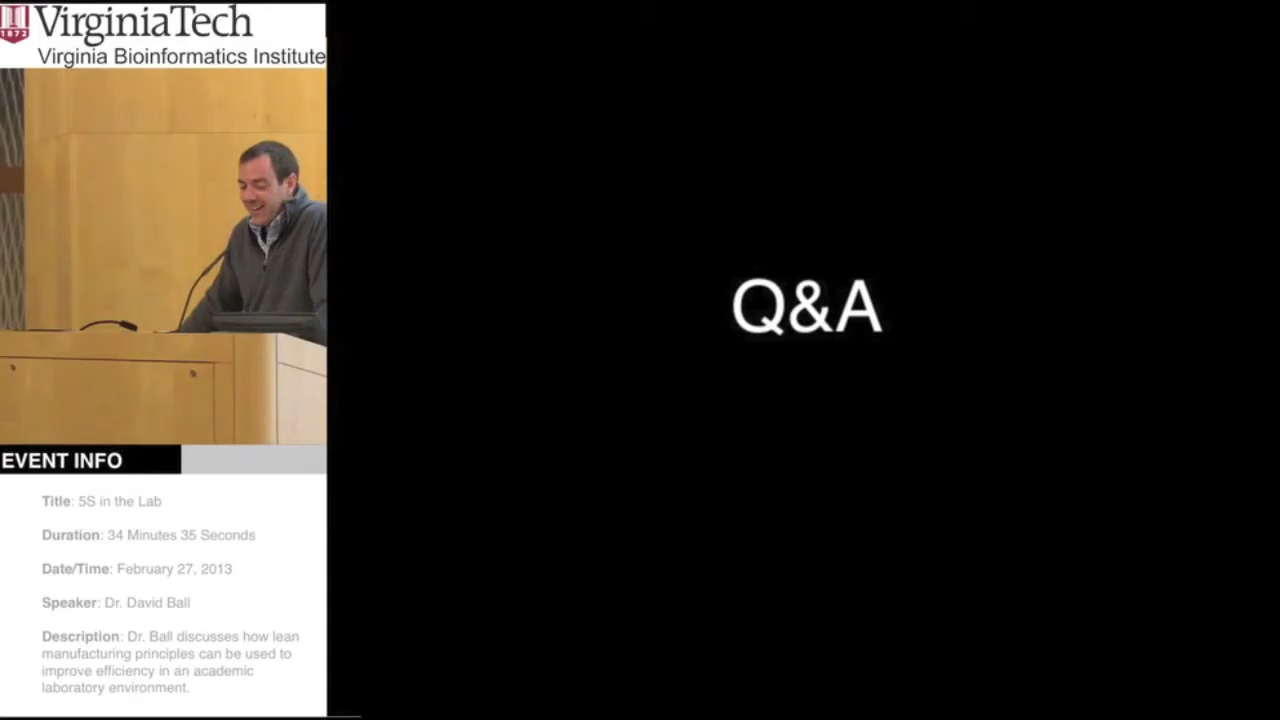 1872
VirginiaTech
Virginia Bioinformatics Institute
Q&A
EVENT INFO
Title: 5S in the Lab
Duration: 34 Minutes 35 Seconds
Date/Time: February 27, 2013
Speaker: Dr. David Ball
Description: Dr. Ball discusses how lean
manufacturing principles can be used to
improve efficiency in an academic
laboratory environment.